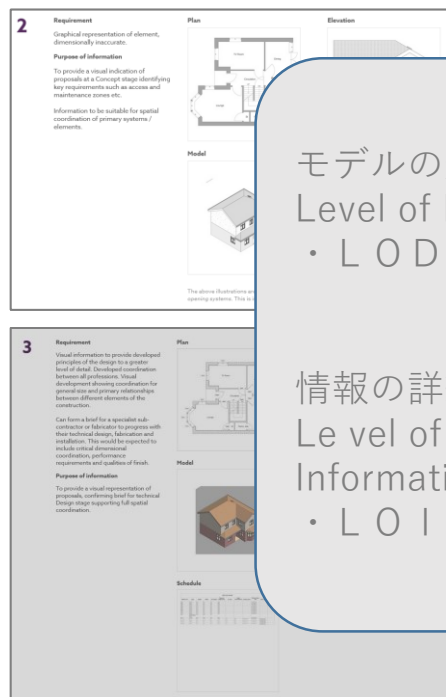 2
Requirement
Graphical representation of element,
dimensionally inaccurate.
Purpose of information
To provide a visual indication of
proposals at a Concept stage identifying
key requirements such as access and
maintenance zones etc.
Information to be suitable for spatial
coordination of primary systems /
elements.
Plan
Elevation
Model
The above illustrations ar
opening systems. This is
3
Requirement
Visual information to provide developed
principles of the design to a greater
level of detail. Developed coordination
between all professions. Visual
development showing coordination for
general size and primary relationships
between different elements of the
construction.
Can form a brief for a specialist sub-
contractor or fabricator to progress with
their technical design, fabrication and
installation. This would be expected to
include critical dimensional
coordination, performance
requirements and qualities of finish.
Purpose of information
To provide a visual representation of
proposals, confirming brief for technical
Design stage supporting full spatial
coordination.
Plan
Model
Schedule
モデルの
Level of
・ＬＯＤ
情報の詳
Le vel of
Informati
・ＬＯＩ